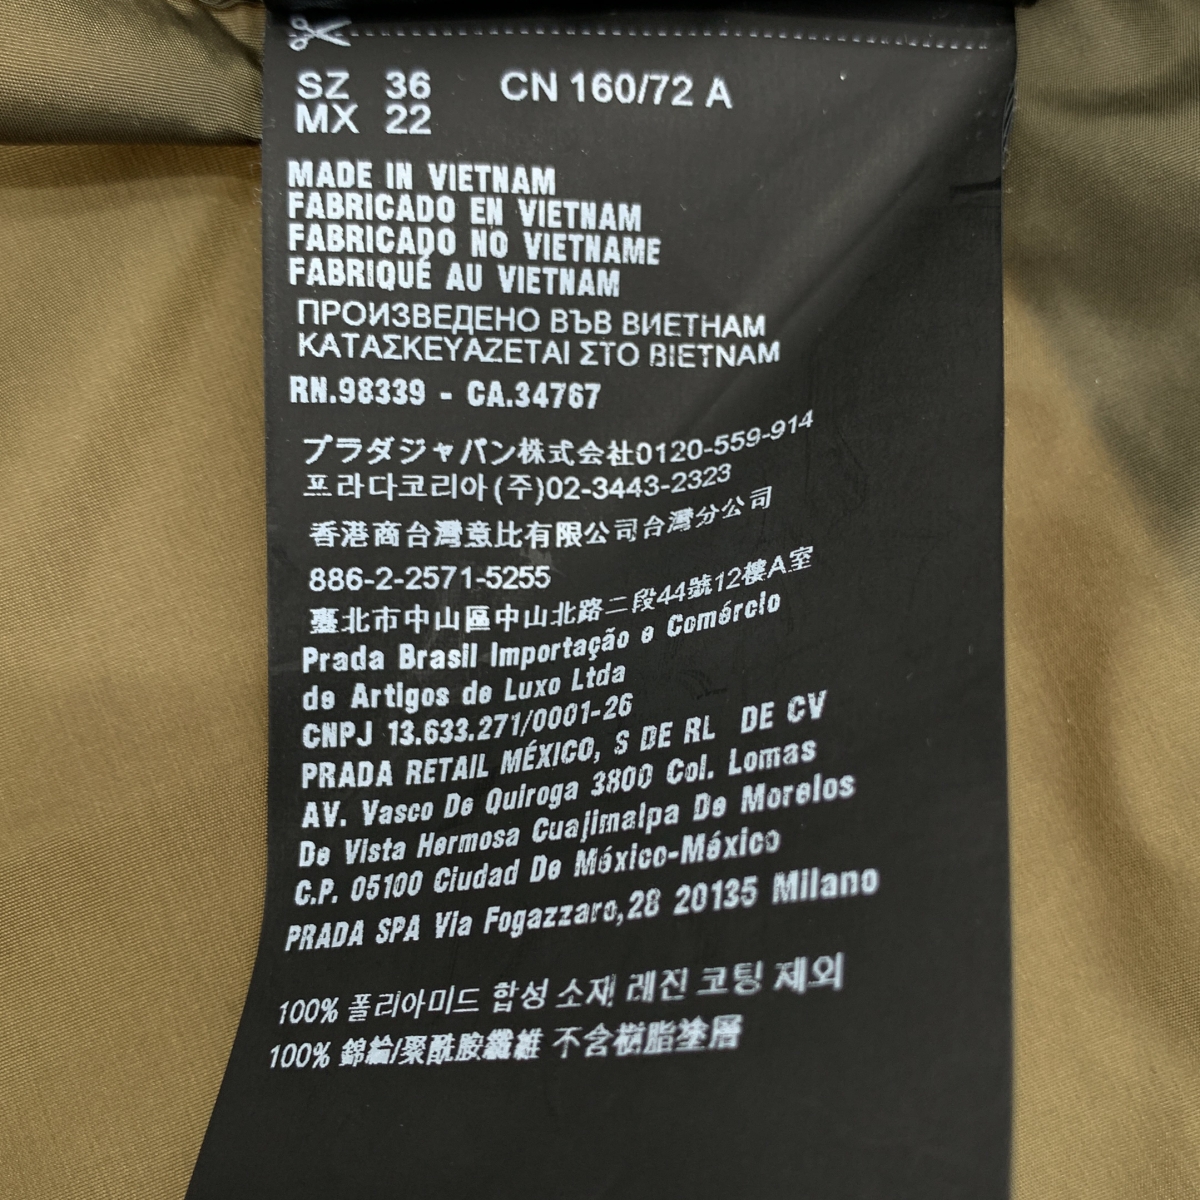 SZ 36 CN 160/72 A
MX 22
MADE IN VIETNAM
FABRICADO EN VIETNAM
FABRICADO NO VIETNAME
FABRIQUÉ AU VIETNAM
ПРОИЗВЕДЕНО ВЪВ ВИЕТНАМ
ΚΑΤΑΣΚΕΥΑΖΕΤΑΙ ΣΤΟ ΒΙΕΤΝΑΜ
RN.98339 - CA.34767
プラダジャパン株式会社0120-559-914
프라다코리아(주)02-3443-2323
香港商台灣意比有限公司台灣分公司
886-2-2571-5255
臺北市中山區中山北路二段44號12樓A室
Prada Brasil Importação e Comércio
de Artigos de Luxo Ltda
CNPJ 13.633.271/0001-26
PRADA RETAIL MÉXICO, S DE RL DE CV
AV. Vasco De Quiroga 3800 Col. Lomas
De Vista Hermosa Cuajimalpa De Morelos
C.P. 05100 Ciudad De México-México
PRADA SPA Via Fogazzaro,28 20135 Milano
100% 폴리아미드 합성 소재 레진 코팅 제외
100% 錦綸/聚酰胺纖維 不含樹脂塗層